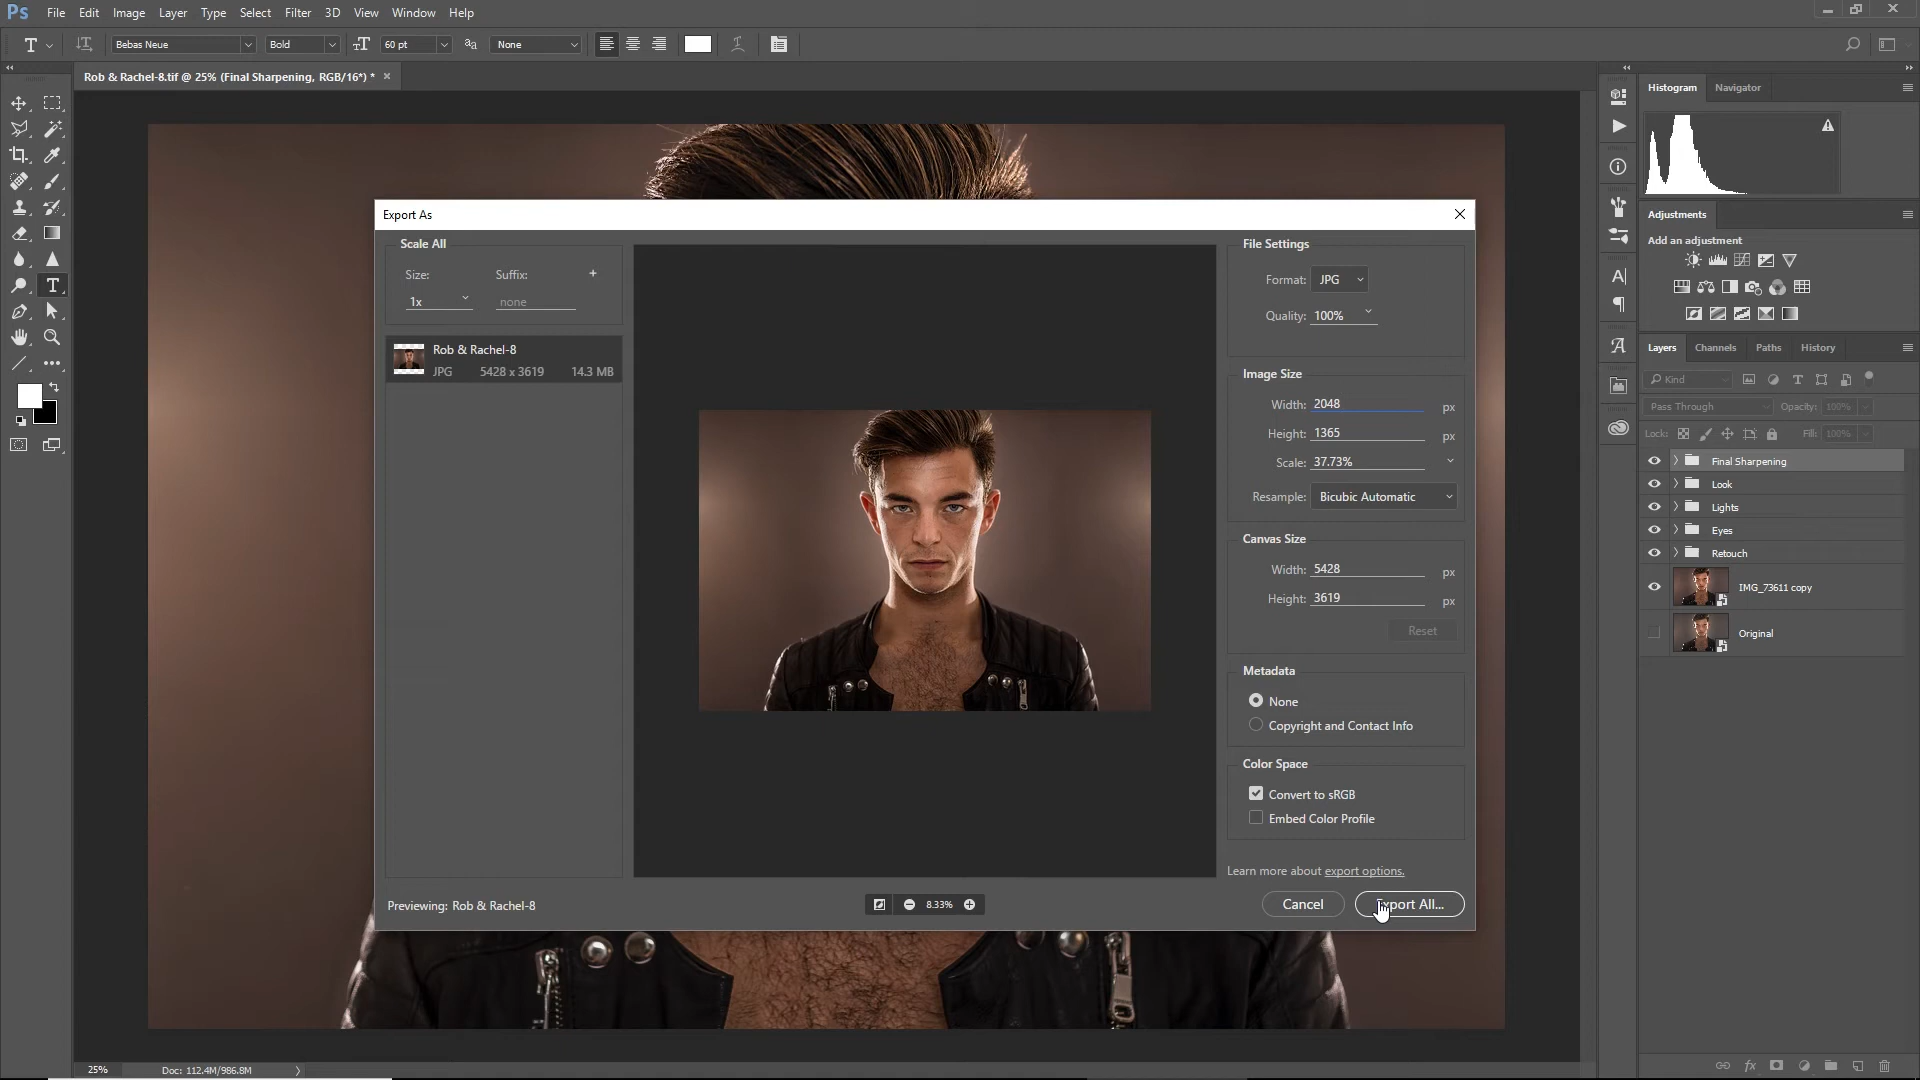 Ps File Edit Image Layer Type Select Filter 3D View Window Help
T Bebas Neue Bold 60 pt aa None
Rob & Rachel-8.tif @ 25% (Final Sharpening, RGB/16*) * ×
Histogram Navigator
Adjustments
Add an adjustment
Layers Channels Paths History
Kind
Pass Through Opacity: 100%
Lock: Fill: 100%
Final Sharpening
Look
Lights
Eyes
Retouch
IMG_73611 copy
Original
Export As
Scale All
Size: Suffix: +
1x none
Rob & Rachel-8
JPG 5428 x 3619 14.3 MB
File Settings
Format: JPG
Quality: 100%
Image Size
Width: 2048 px
Height: 1365 px
Scale: 37.73%
Resample: Bicubic Automatic
Canvas Size
Width: 5428 px
Height: 3619 px
Reset
Metadata
None
Copyright and Contact Info
Color Space
Convert to sRGB
Embed Color Profile
Learn more about export options.
Previewing: Rob & Rachel-8
8.33%
Cancel Export All...
25% Doc: 112.4M/986.8M